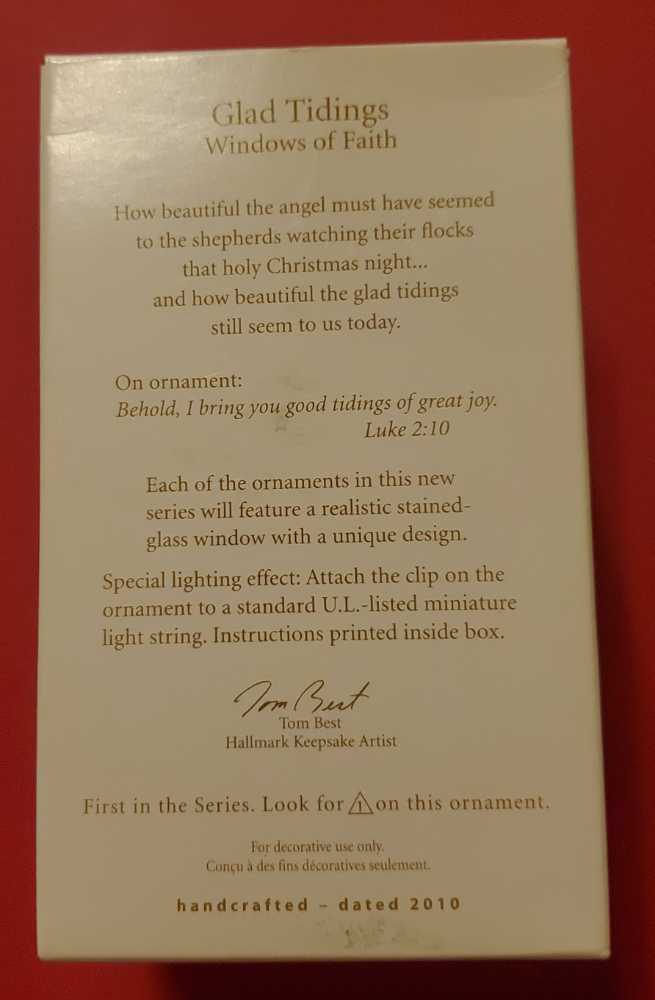 Glad Tidings
Windows of Faith
How beautiful the angel must have seemed
to the shepherds watching their flocks
that holy Christmas night...
and how beautiful the glad tidings
still seem to us today.
On ornament:
Behold, I bring you good tidings of great joy.
Luke 2:10
Each of the ornaments in this new
series will feature a realistic stained-
glass window with a unique design.
Special lighting effect: Attach the clip on the
ornament to a standard U.L.-listed miniature
light string. Instructions printed inside box.
Tom Best
Tom Best
Hallmark Keepsake Artist
First in the Series. Look for 1 on this ornament.
For decorative use only.
Conçu à des fins décoratives seulement.
handcrafted – dated 2010